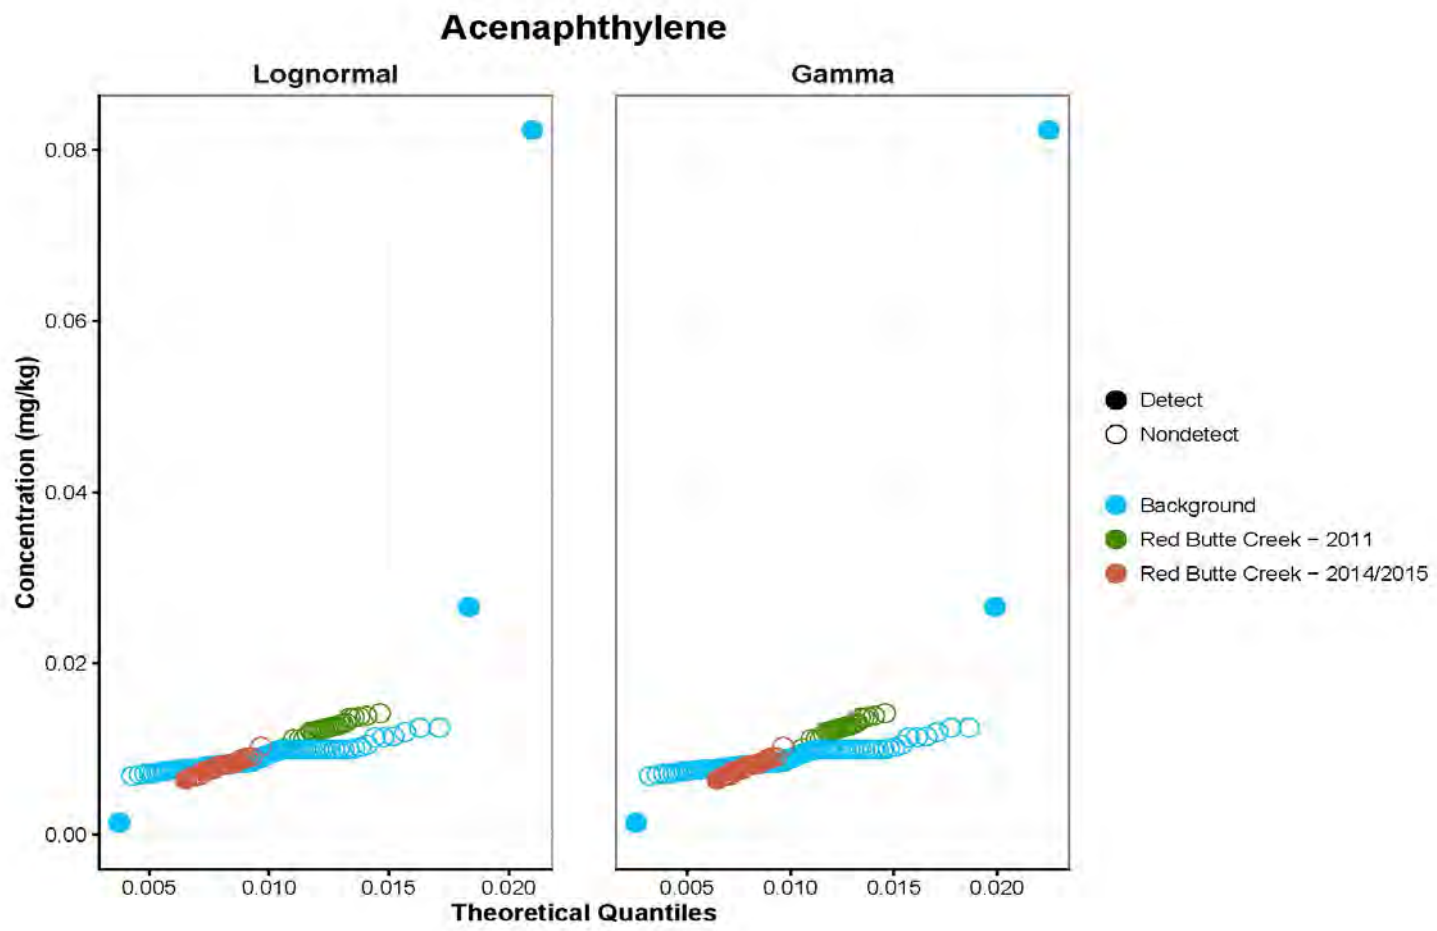 Acenaphthylene
Lognormal
Gamma
Concentration (mg/kg)
0.08
0.06
0.04
0.02
0.00
0.005 0.010 0.015 0.020
0.005 0.010 0.015 0.020
Theoretical Quantiles
Detect
Nondetect
Background
Red Butte Creek − 2011
Red Butte Creek − 2014/2015